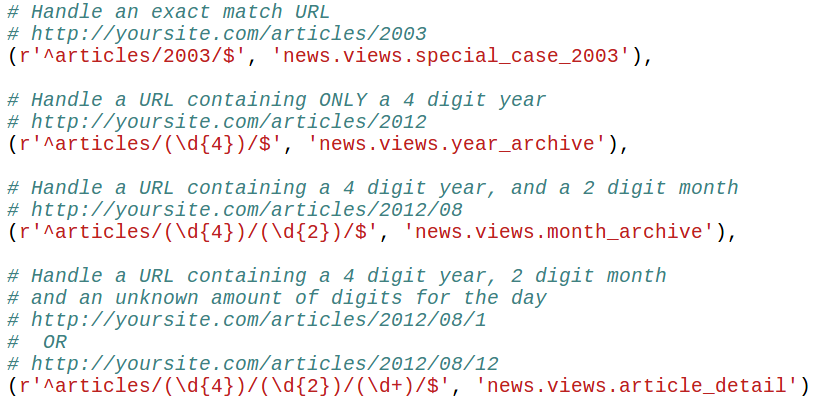 # Handle an exact match URL
# http://yoursite.com/articles/2003
(r'^articles/2003/$', 'news.views.special_case_2003'),
# Handle a URL containing ONLY a 4 digit year
# http://yoursite.com/articles/2012
(r'^articles/(\d{4})/$', 'news.views.year_archive'),
# Handle a URL containing a 4 digit year, and a 2 digit month
# http://yoursite.com/articles/2012/08
(r'^articles/(\d{4})/(\d{2})/$', 'news.views.month_archive'),
# Handle a URL containing a 4 digit year, 2 digit month
# and an unknown amount of digits for the day
# http://yoursite.com/articles/2012/08/1
#  OR
# http://yoursite.com/articles/2012/08/12
(r'^articles/(\d{4})/(\d{2})/(\d+)/$', 'news.views.article_detail')